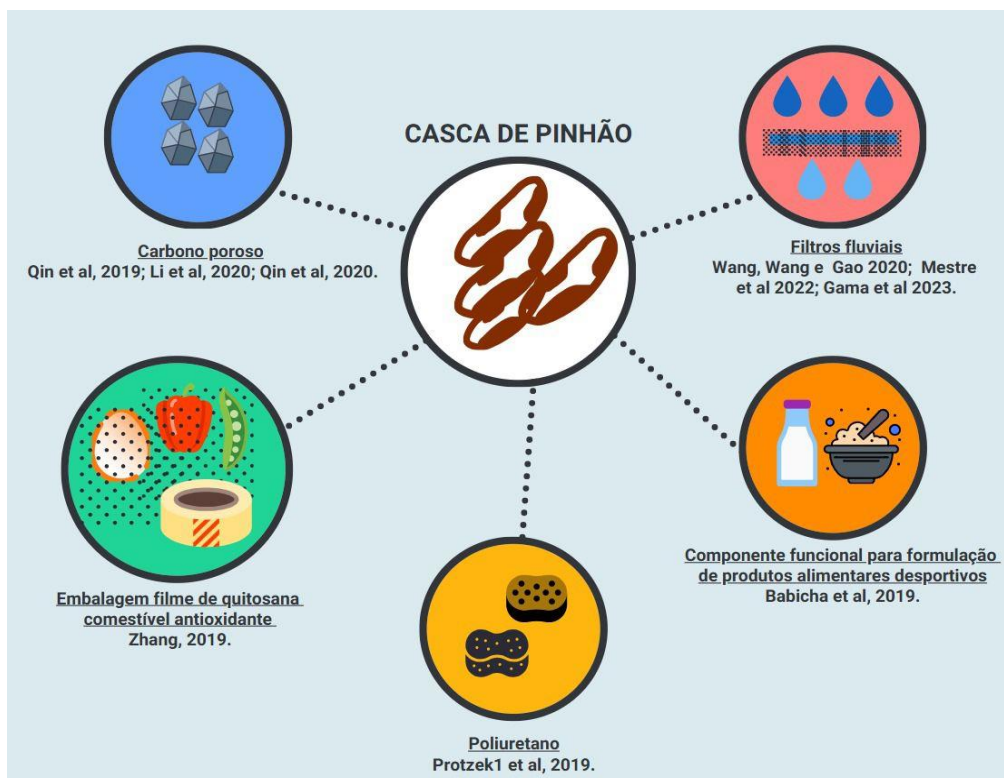 CASCA DE PINHÃO
Carbono poroso
Qin et al, 2019; Li et al, 2020; Qin et al, 2020.
Filtros fluviais
Wang, Wang e Gao 2020; Mestre
et al 2022; Gama et al 2023.
Embalagem filme de quitosana
comestível antioxidante
Zhang, 2019.
Componente funcional para formulação
de produtos alimentares desportivos
Babicha et al, 2019.
Poliuretano
Protzek1 et al, 2019.